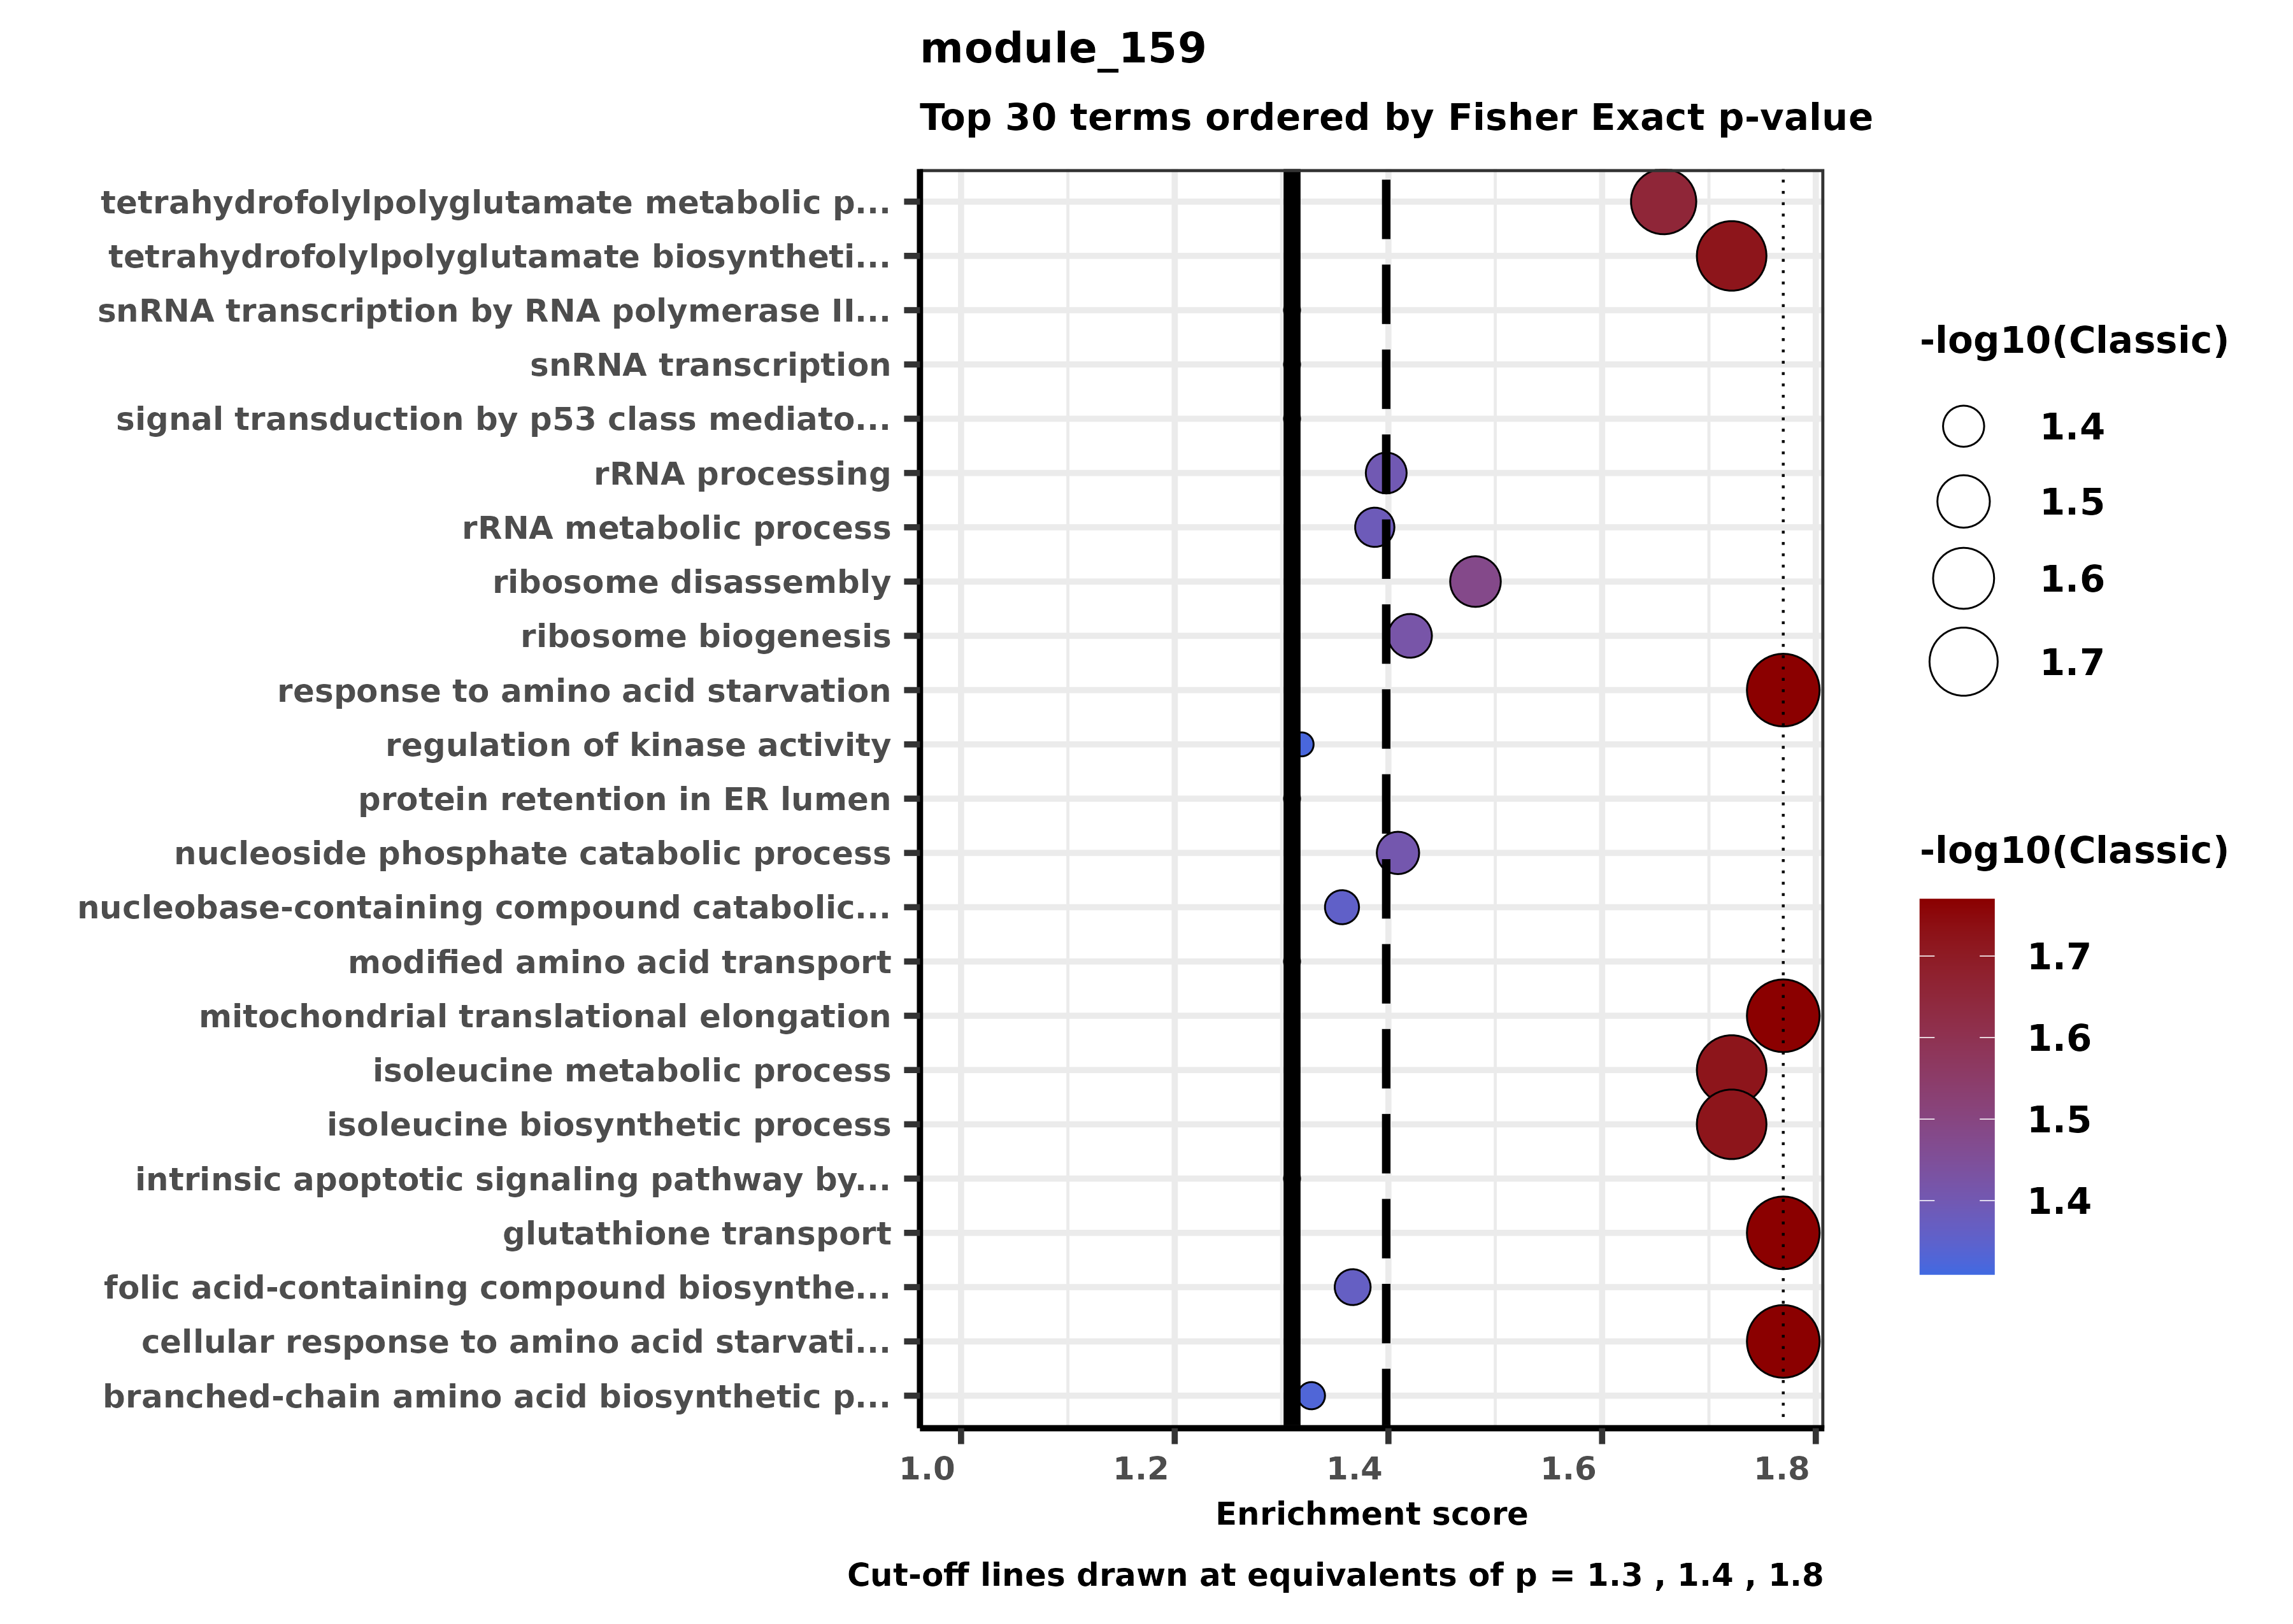 module_159
Top 30 terms ordered by Fisher Exact p-value
tetrahydrofolylpolyglutamate metabolic p...
tetrahydrofolylpolyglutamate biosyntheti...
snRNA transcription by RNA polymerase II...
snRNA transcription
signal transduction by p53 class mediato...
rRNA processing
rRNA metabolic process
ribosome disassembly
ribosome biogenesis
response to amino acid starvation
regulation of kinase activity
protein retention in ER lumen
nucleoside phosphate catabolic process
nucleobase-containing compound catabolic...
modified amino acid transport
mitochondrial translational elongation
isoleucine metabolic process
isoleucine biosynthetic process
intrinsic apoptotic signaling pathway by...
glutathione transport
folic acid-containing compound biosynthe...
cellular response to amino acid starvati...
branched-chain amino acid biosynthetic p...
1.0 1.2 1.4 1.6 1.8
Enrichment score
Cut-off lines drawn at equivalents of p = 1.3 , 1.4 , 1.8
-log10(Classic)
1.4
1.5
1.6
1.7
-log10(Classic)
1.7
1.6
1.5
1.4